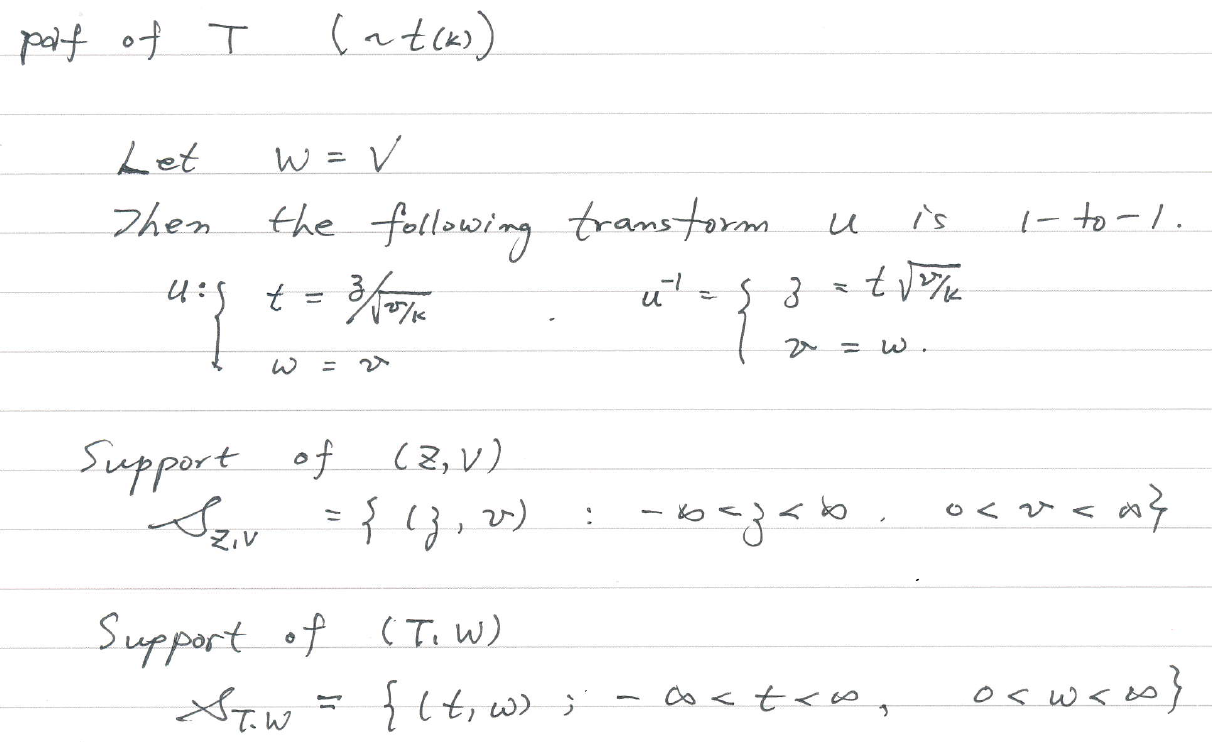 pdf of T (~ t(k))
Let W = V
Then the following transform u is 1-to-1.
u: { t = z/√(v/k) . u⁻¹ = { z = t√(v/k)
w = v v = w.
Support of (Z, V)
S_{Z,V} = { (z, v) : -∞ < z < ∞, 0 < v < ∞}
Support of (T, W)
S_{T,W} = { (t, w) ; -∞ < t < ∞, 0 < w < ∞}